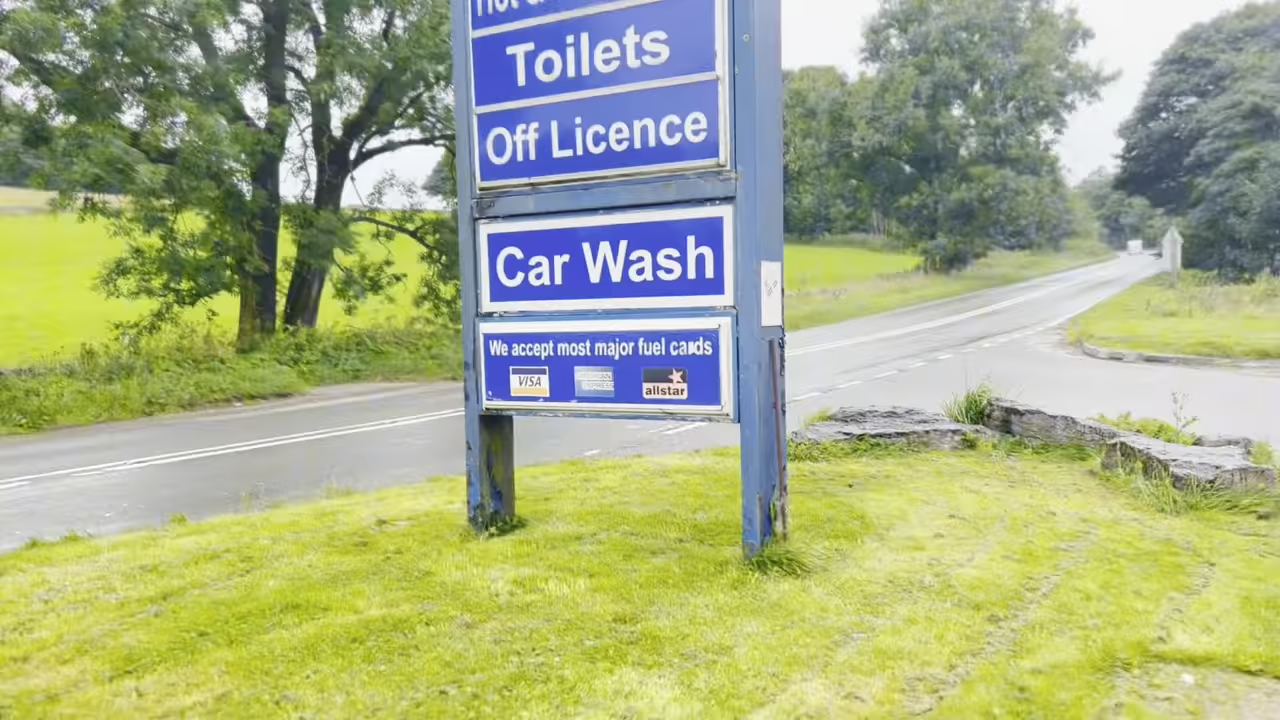 Toilets
Off Licence
Car Wash
We accept most major fuel cards
VISA
allstar